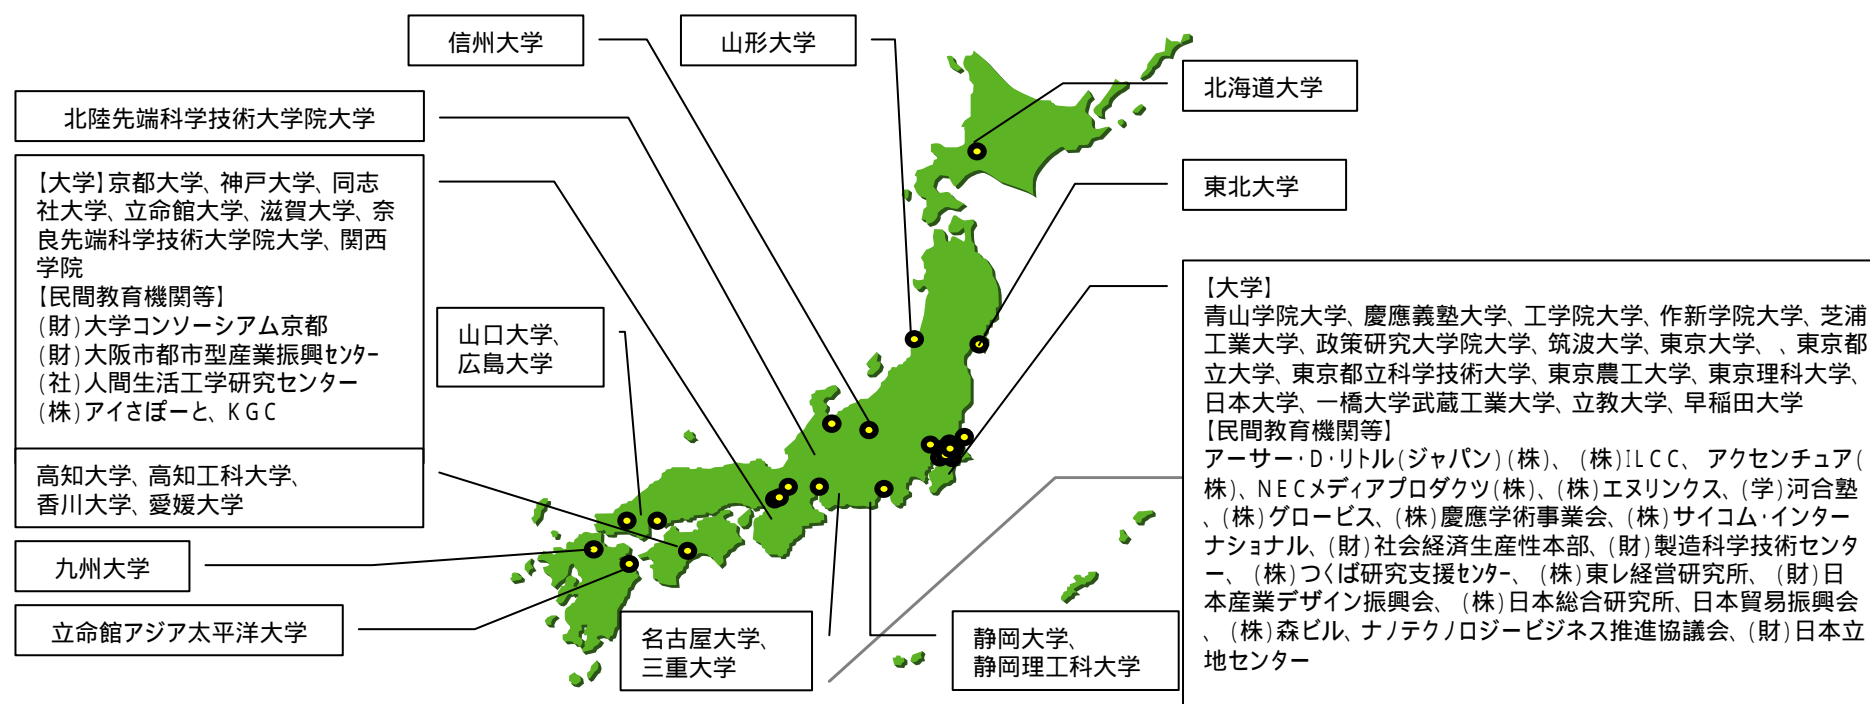 信州大学
山形大学
北海道大学
北陸先端科学技術大学院大学
【大学】京都大学、神戸大学、同志
社大学、立命館大学、滋賀大学、奈
良先端科学技術大学院大学、関西
学院
【民間教育機関等】
(財)大学コンソーシアム京都
(財)大阪市都市型産業振興センター
(社)人間生活工学研究センター
(株)アイさぽーと、KGC
東北大学
山口大学、
広島大学
高知大学、高知工科大学、
香川大学、愛媛大学
九州大学
立命館アジア太平洋大学
名古屋大学、
三重大学
静岡大学、
静岡理工科大学
【大学】
青山学院大学、慶應義塾大学、工学院大学、作新学院大学、芝浦
工業大学、政策研究大学院大学、筑波大学、東京大学、、東京都
立大学、東京都立科学技術大学、東京農工大学、東京理科大学、
日本大学、一橋大学武蔵工業大学、立教大学、早稲田大学
【民間教育機関等】
アーサー・D・リトル(ジャパン)(株)、(株)ILCC、アクセンチュア(
株)、NECメディアプロダクツ(株)、(株)エヌリンクス、(学)河合塾
、(株)グロービス、(株)慶應学術事業会、(株)サイコム・インター
ナショナル、(財)社会経済生産性本部、(財)製造科学技術センタ
ー、(株)つくば研究支援センター、(株)東レ経営研究所、(財)日
本産業デザイン振興会、(株)日本総合研究所、日本貿易振興会
、(株)森ビル、ナノテクノロジービジネス推進協議会、(財)日本立
地センター